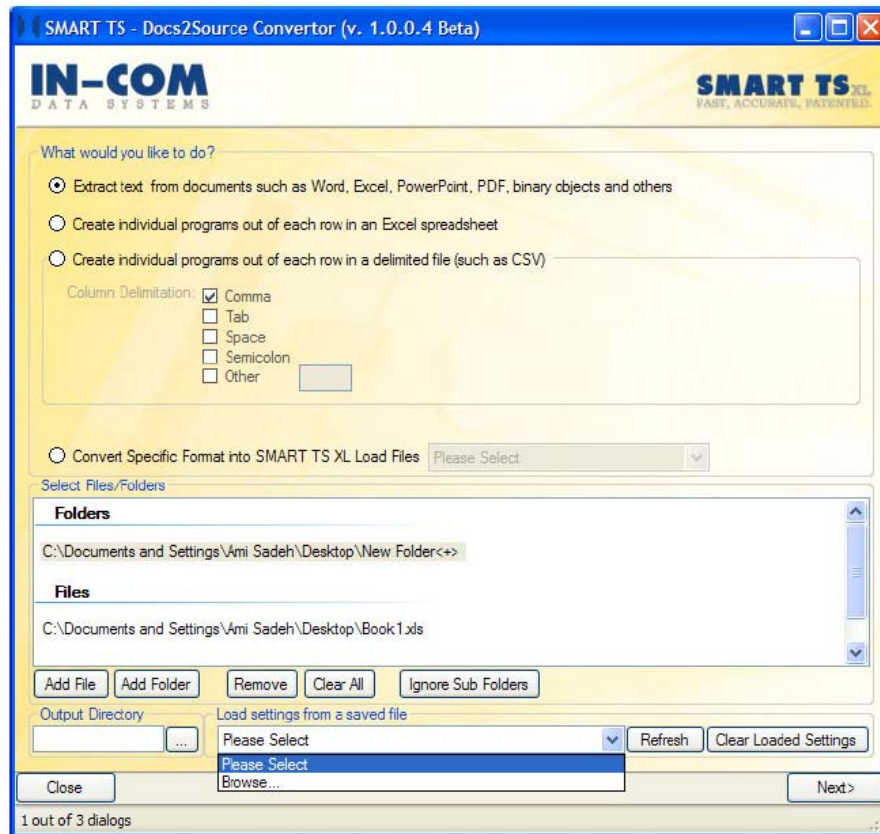 SMART TS - Docs2Source Convertor (v. 1.0.0.4 Beta)
IN-COM
DATA SYSTEMS
SMART TS XL
FAST, ACCURATE, PATENTED.
What would you like to do?
Extract text from documents such as Word, Excel, PowerPoint, PDF, binary objects and others
Create individual programs out of each row in an Excel spreadsheet
Create individual programs out of each row in a delimited file (such as CSV)
Column Delimitation: Comma
Tab
Space
Semicolon
Other
Convert Specific Format into SMART TS XL Load Files Please Select
Select Files/Folders
Folders
C:\Documents and Settings\Ami Sadeh\Desktop\New Folder<+>
Files
C:\Documents and Settings\Ami Sadeh\Desktop\Book1.xls
Add File Add Folder Remove Clear All Ignore Sub Folders
Output Directory Load settings from a saved file
... Please Select Refresh Clear Loaded Settings
Please Select
Browse...
Close Next>
1 out of 3 dialogs